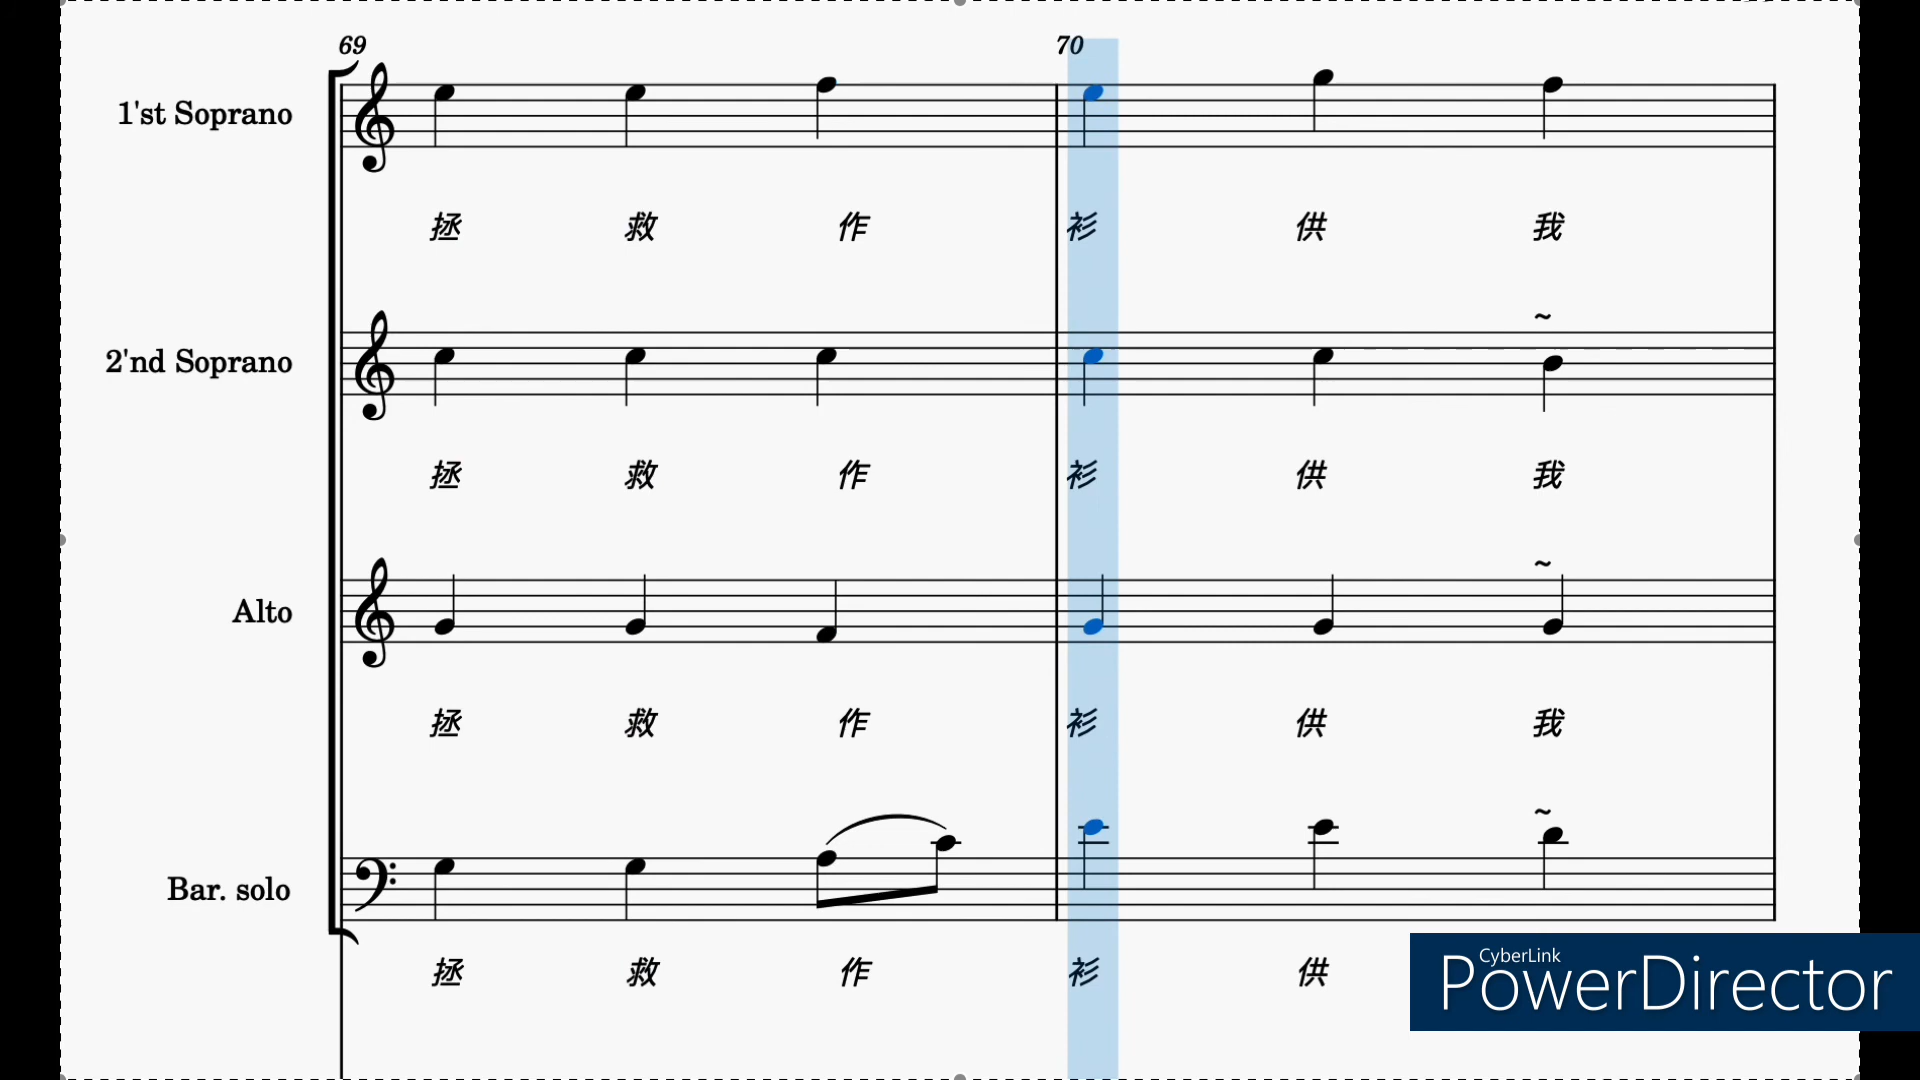 69 70
1'st Soprano
拯 救 作 衫 供 我
~
2'nd Soprano
拯 救 作 衫 供 我
~
Alto
拯 救 作 衫 供 我
~
Bar. solo
拯 救 作 衫 供
CyberLink
PowerDirector